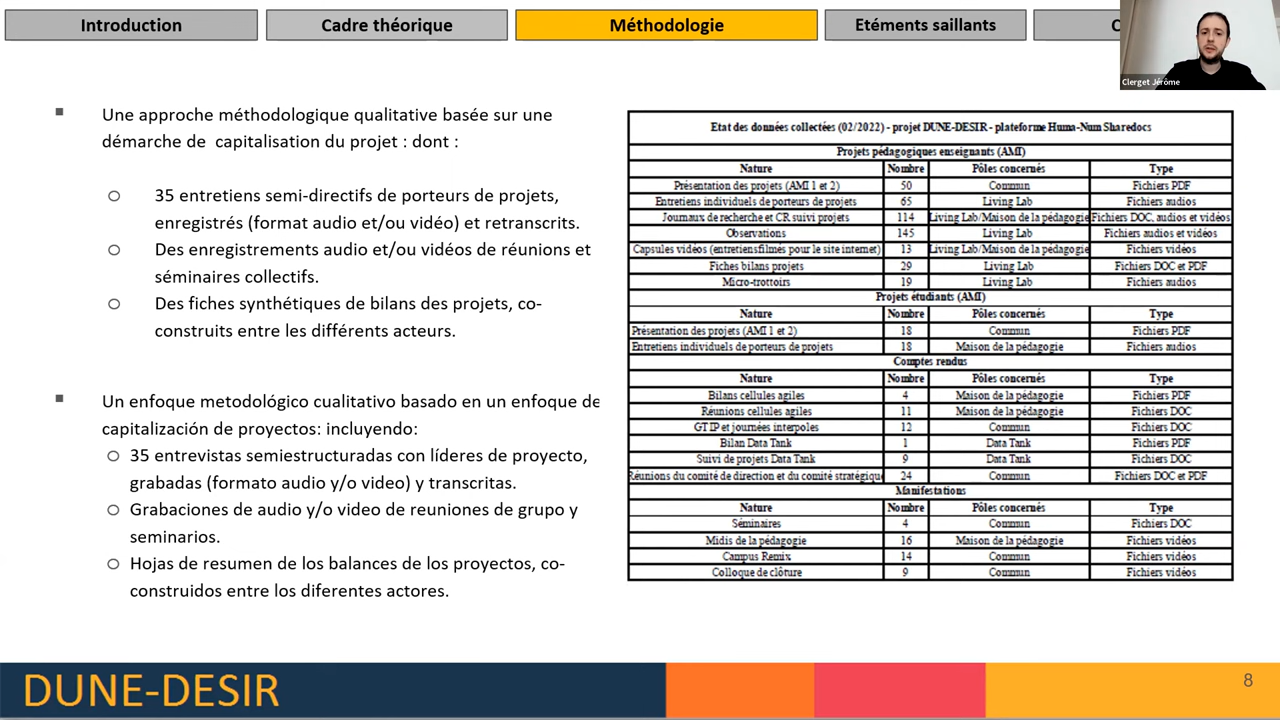 Introduction
Cadre théorique
Méthodologie
Etéments saillants
C
Clerget Jérôme
Une approche méthodologique qualitative basée sur une
démarche de capitalisation du projet : dont :
35 entretiens semi-directifs de porteurs de projets,
enregistrés (format audio et/ou vidéo) et retranscrits.
Des enregistrements audio et/ou vidéos de réunions et
séminaires collectifs.
Des fiches synthétiques de bilans des projets, co-
construits entre les différents acteurs.
Un enfoque metodológico cualitativo basado en un enfoque de
capitalización de proyectos: incluyendo:
35 entrevistas semiestructuradas con líderes de proyecto,
grabadas (formato audio y/o video) y transcritas.
Grabaciones de audio y/o video de reuniones de grupo y
seminarios.
Hojas de resumen de los balances de los proyectos, co-
construidos entre los diferentes actores.
Etat des données collectées (02/2022) - projet DUNE-DESIR - plateforme Huma-Num Sharedocs
Projets pédagogiques enseignants (AMI)
Nature Nombre Pôles concernés Type
Présentation des projets (AMI 1 et 2) 50 Commun Fichiers PDF
Entretiens individuels de porteurs de projets 65 Living Lab Fichiers audios
Journaux de recherche et CR suivi projets 114 Living Lab/Maison de la pédagogie Fichiers DOC, audios et vidéos
Observations 145 Living Lab Fichiers audios et vidéos
Capsules vidéos (entretiensfilmés pour le site internet) 13 Living Lab/Maison de la pédagogie Fichiers vidéos
Fiches bilans projets 29 Living Lab Fichiers DOC et PDF
Micro-trottoirs 19 Living Lab Fichiers audios
Projets étudiants (AMI)
Nature Nombre Pôles concernés Type
Présentation des projets (AMI 1 et 2) 18 Commun Fichiers PDF
Entretiens individuels de porteurs de projets 18 Maison de la pédagogie Fichiers audios
Comptes rendus
Nature Nombre Pôles concernés Type
Bilans cellules agiles 4 Maison de la pédagogie Fichiers PDF
Réunions cellules agiles 11 Maison de la pédagogie Fichiers DOC
GTIP et journées interpoles 12 Commun Fichiers DOC
Bilan Data Tank 1 Data Tank Fichiers PDF
Suivi de projets Data Tank 9 Data Tank Fichiers DOC
Réunions du comité de direction et du comité stratégique 24 Commun Fichiers DOC et PDF
Manifestations
Nature Nombre Pôles concernés Type
Séminaires 4 Commun Fichiers DOC
Midis de la pédagogie 16 Maison de la pédagogie Fichiers vidéos
Campus Remix 14 Commun Fichiers vidéos
Colloque de clôture 9 Commun Fichiers vidéos
DUNE-DESIR
8